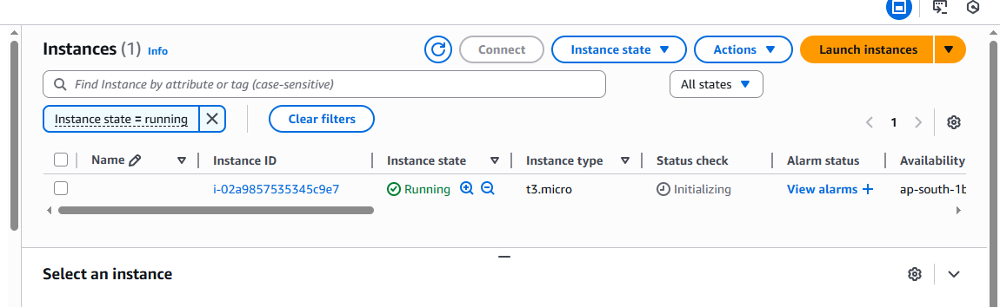 Instances (1) Info Connect Instance state Actions Launch instances
Find Instance by attribute or tag (case-sensitive) All states
Instance state = running Clear filters 1
Name Instance ID Instance state Instance type Status check Alarm status Availability
i-02a9857535345c9e7 Running t3.micro Initializing View alarms + ap-south-1b
Select an instance